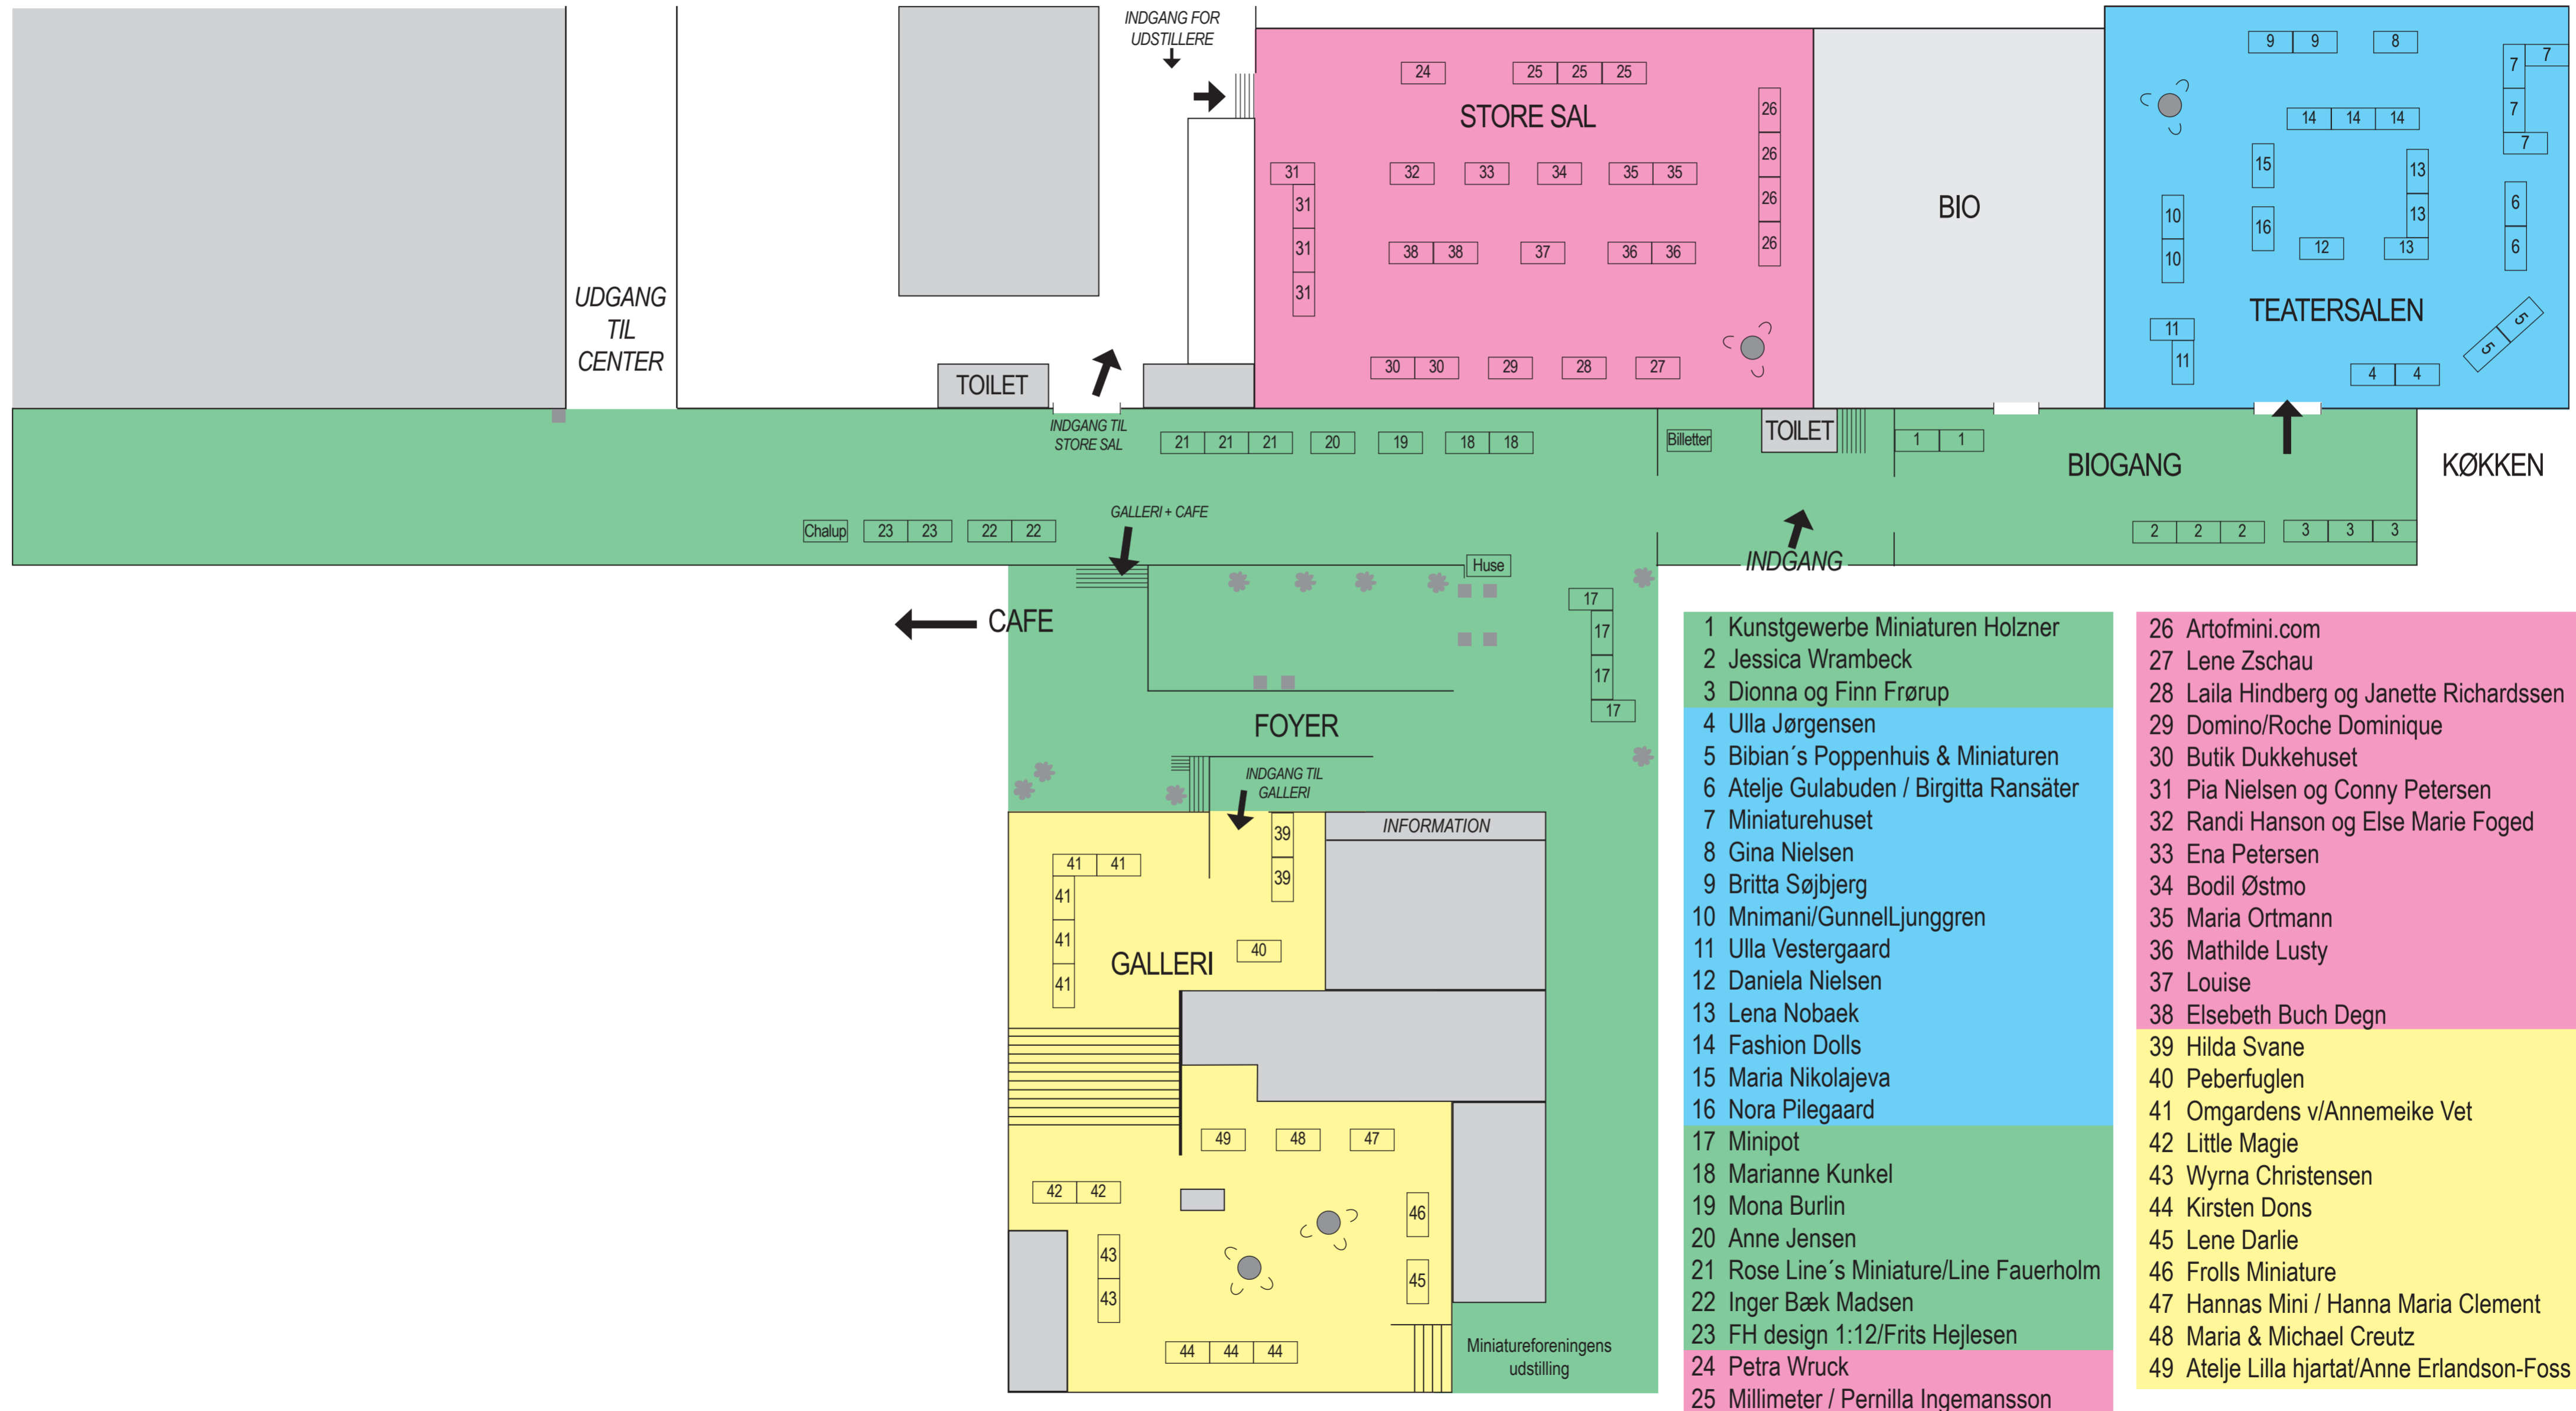 INDGANG FOR
UDSTILLERE
9 9 8
7
7
7
7
24 25 25 25
STORE SAL
26
26
26
26
14 14 14
15
13
13
13
31
31
31
31
32 33 34 35 35
BIO
10
10
6
6
16
12
38 38 37 36 36
UDGANG
TIL
CENTER
TEATERSALEN
5
5
11
11
30 30 29 28 27
4 4
TOILET
INDGANG TIL
STORE SAL
21 21 21 20 19 18 18
Billetter
TOILET
1 1
BIOGANG
KØKKEN
GALLERI + CAFE
Chalup 23 23 22 22
2 2 2 3 3 3
INDGANG
Huse
CAFE
17
17
17
17
FOYER
INDGANG TIL
GALLERI
INFORMATION
39
39
41 41
41
41
41
40
GALLERI
49 48 47
42 42
46
43
43
45
44 44 44
Miniatureforeningens
udstilling
1 Kunstgewerbe Miniaturen Holzner
2 Jessica Wrambeck
3 Dionna og Finn Frørup
4 Ulla Jørgensen
5 Bibian´s Poppenhuis & Miniaturen
6 Atelje Gulabuden / Birgitta Ransäter
7 Miniaturehuset
8 Gina Nielsen
9 Britta Søjbjerg
10 Mnimani/GunnelLjunggren
11 Ulla Vestergaard
12 Daniela Nielsen
13 Lena Nobaek
14 Fashion Dolls
15 Maria Nikolajeva
16 Nora Pilegaard
17 Minipot
18 Marianne Kunkel
19 Mona Burlin
20 Anne Jensen
21 Rose Line´s Miniature/Line Fauerholm
22 Inger Bæk Madsen
23 FH design 1:12/Frits Hejlesen
24 Petra Wruck
25 Millimeter / Pernilla Ingemansson
26 Artofmini.com
27 Lene Zschau
28 Laila Hindberg og Janette Richardssen
29 Domino/Roche Dominique
30 Butik Dukkehuset
31 Pia Nielsen og Conny Petersen
32 Randi Hanson og Else Marie Foged
33 Ena Petersen
34 Bodil Østmo
35 Maria Ortmann
36 Mathilde Lusty
37 Louise
38 Elsebeth Buch Degn
39 Hilda Svane
40 Peberfuglen
41 Omgardens v/Annemeike Vet
42 Little Magie
43 Wyrna Christensen
44 Kirsten Dons
45 Lene Darlie
46 Frolls Miniature
47 Hannas Mini / Hanna Maria Clement
48 Maria & Michael Creutz
49 Atelje Lilla hjartat/Anne Erlandson-Foss